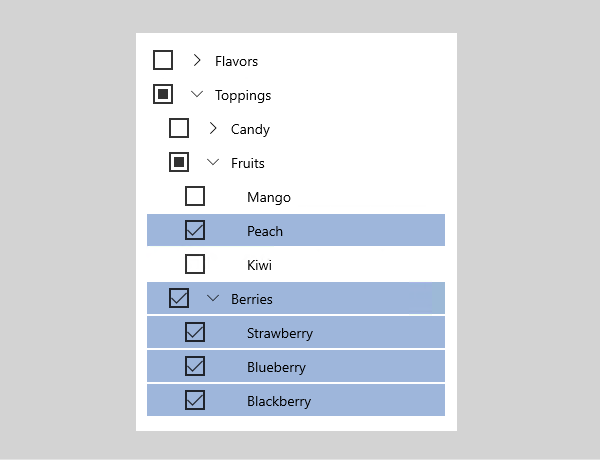 Flavors
Toppings
Candy
Fruits
Mango
Peach
Kiwi
Berries
Strawberry
Blueberry
Blackberry